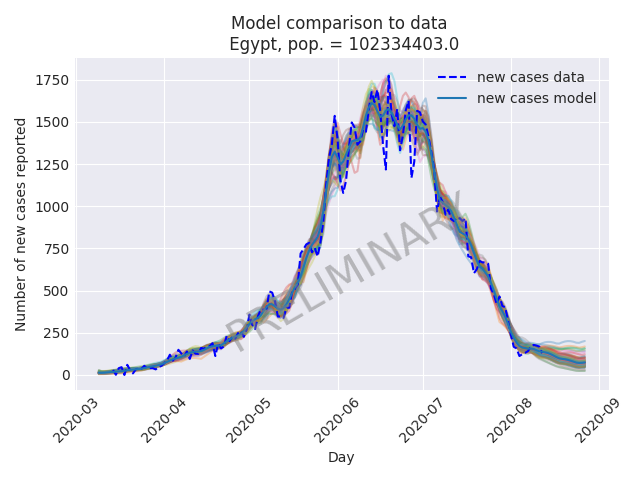 Model comparison to data
Egypt, pop. = 102334403.0
new cases data
new cases model
Number of new cases reported
1750
1500
1250
1000
750
500
250
0
PRELIMINARY
2020-03
2020-04
2020-05
2020-06
2020-07
2020-08
2020-09
Day